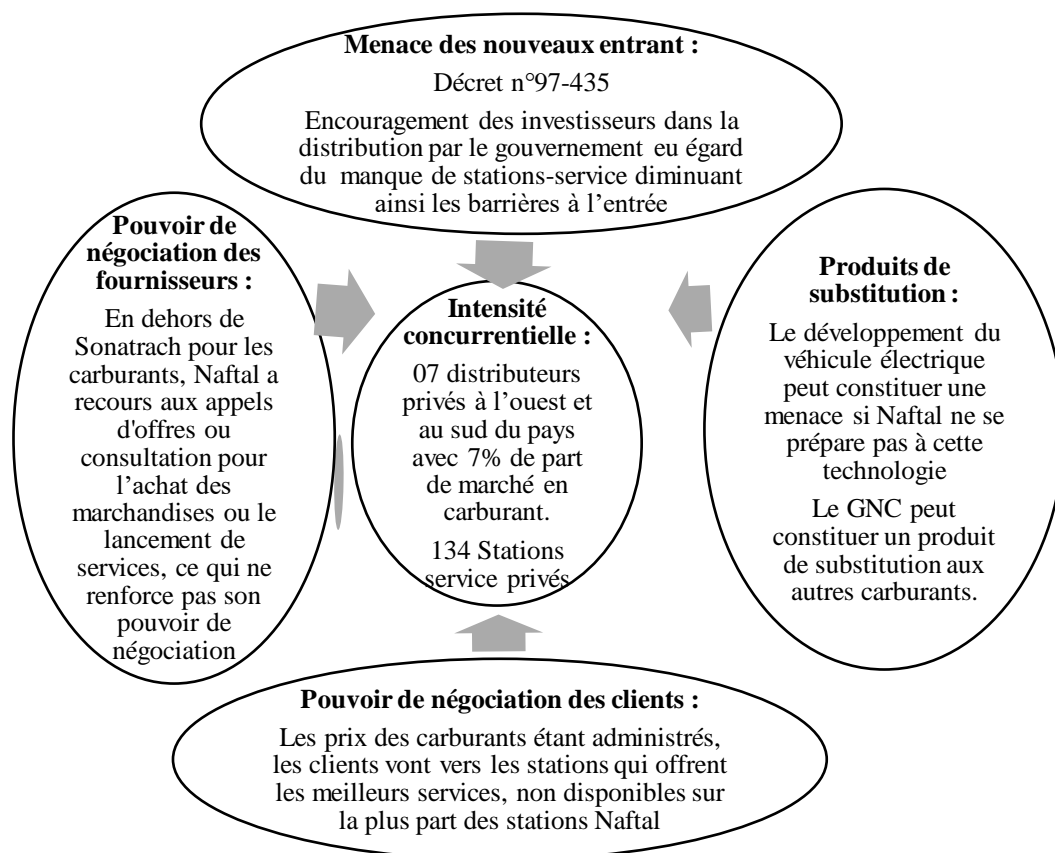 Menace des nouveaux entrant :
Décret n°97-435
Encouragement des investisseurs dans la
distribution par le gouvernement eu égard
du manque de stations-service diminuant
ainsi les barrières à l'entrée
Pouvoir de
négociation des
fournisseurs :
En dehors de
Sonatrach pour les
carburants, Naftal a
recours aux appels
d'offres ou
consultation pour
l'achat des
marchandises ou le
lancement de
services, ce qui ne
renforce pas son
pouvoir de
négociation
Intensité
concurrentielle :
07 distributeurs
privés à l'ouest et
au sud du pays
avec 7% de part
de marché en
carburant.
134 Stations
service privés
Produits de
substitution :
Le développement du
véhicule électrique
peut constituer une
menace si Naftal ne se
prépare pas à cette
technologie
Le GNC peut
constituer un produit
de substitution aux
autres carburants.
Pouvoir de négociation des clients :
Les prix des carburants étant administrés,
les clients vont vers les stations qui offrent
les meilleurs services, non disponibles sur
la plus part des stations Naftal